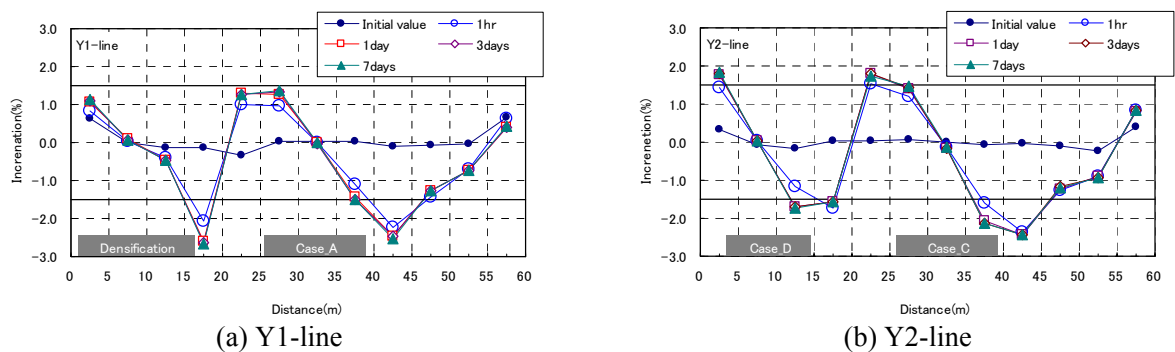 Initial value 1hr
1day 3days
7days
Y1-line
3.0
2.0
1.0
0.0
-1.0
-2.0
-3.0
Increnation(%)
Densification Case_A
0 5 10 15 20 25 30 35 40 45 50 55 60
Distance(m)
(a) Y1-line
Initial value 1hr
1day 3days
7days
Y2-line
3.0
2.0
1.0
0.0
-1.0
-2.0
-3.0
Increnetion(%)
Case_D Case_C
0 5 10 15 20 25 30 35 40 45 50 55 60
Distance(m)
(b) Y2-line